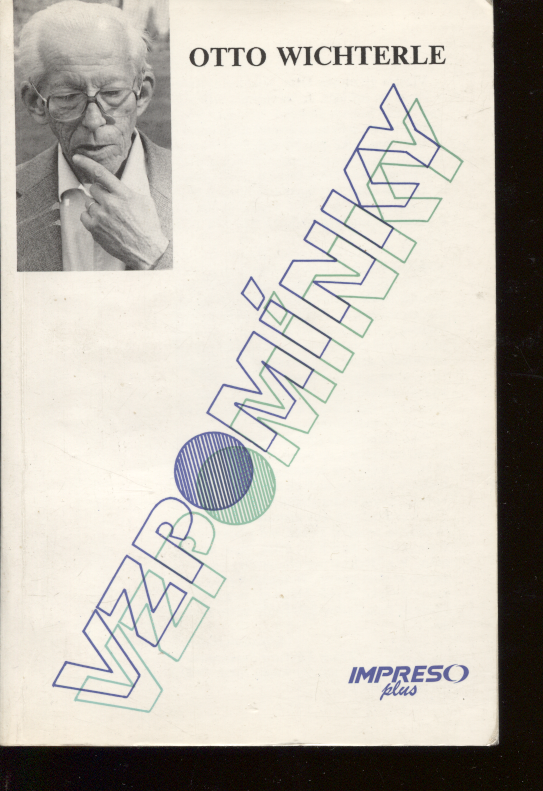 OTTO WICHTERLE
VZPOMÍNKY
IMPRESO
plus